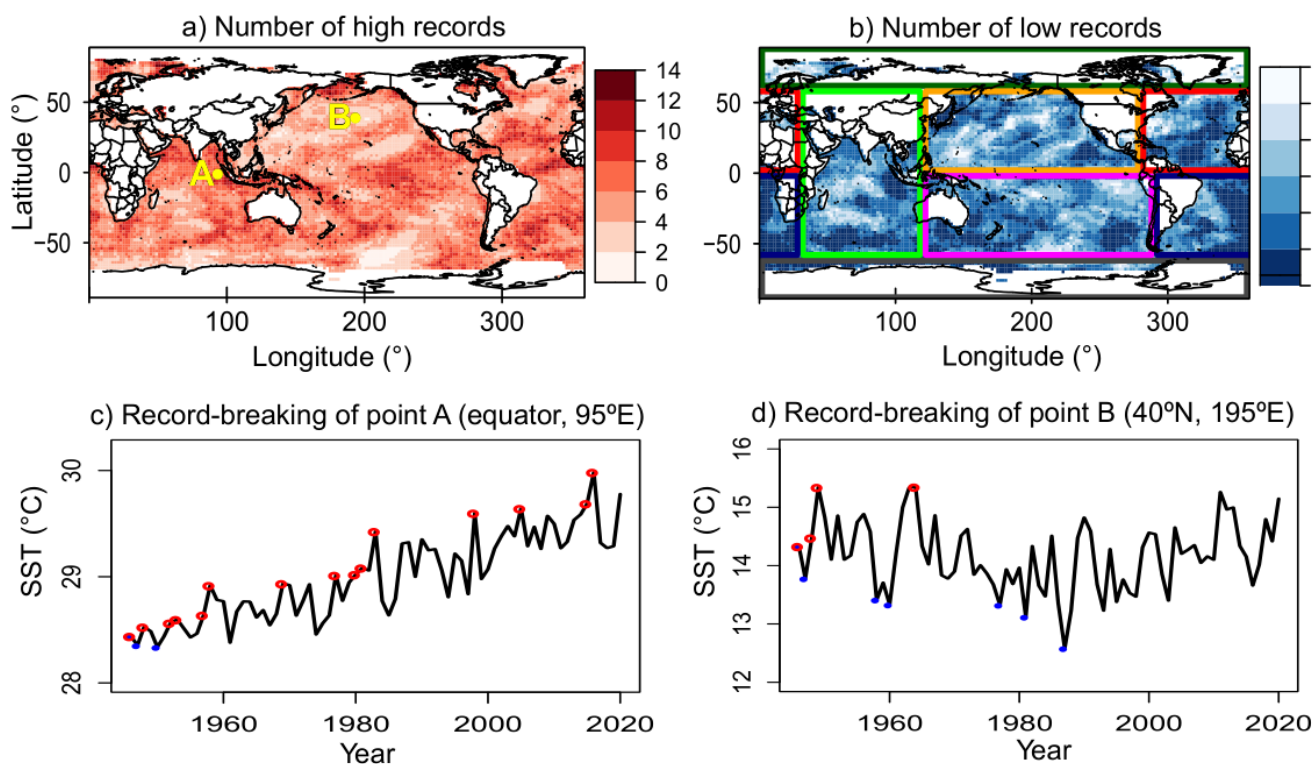 a) Number of high records
b) Number of low records
Latitude (°)
50
0
−50
100
200
300
Longitude (°)
A
B
14
12
10
8
6
4
2
0
50
0
−50
100
200
300
Longitude (°)
c) Record-breaking of point A (equator, 95ºE)
d) Record-breaking of point B (40ºN, 195ºE)
SST (°C)
30
29
28
1960
1980
2000
2020
Year
SST (°C)
16
15
14
13
12
1960
1980
2000
2020
Year